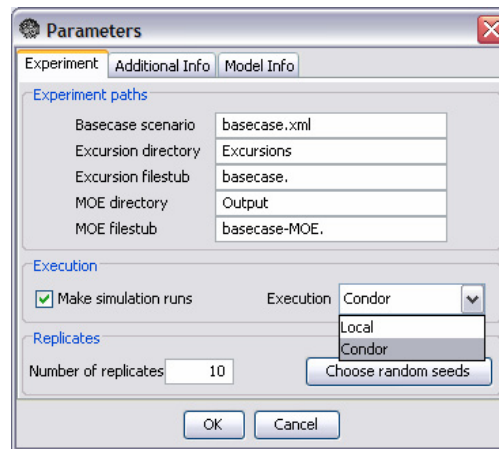 Parameters
Experiment Additional Info Model Info
Experiment paths
Basecase scenario basecase.xml
Excursion directory Excursions
Excursion filestub basecase.
MOE directory Output
MOE filestub basecase-MOE.
Execution
Make simulation runs Execution Condor
Local
Condor
Replicates
Number of replicates 10 Choose random seeds
OK Cancel